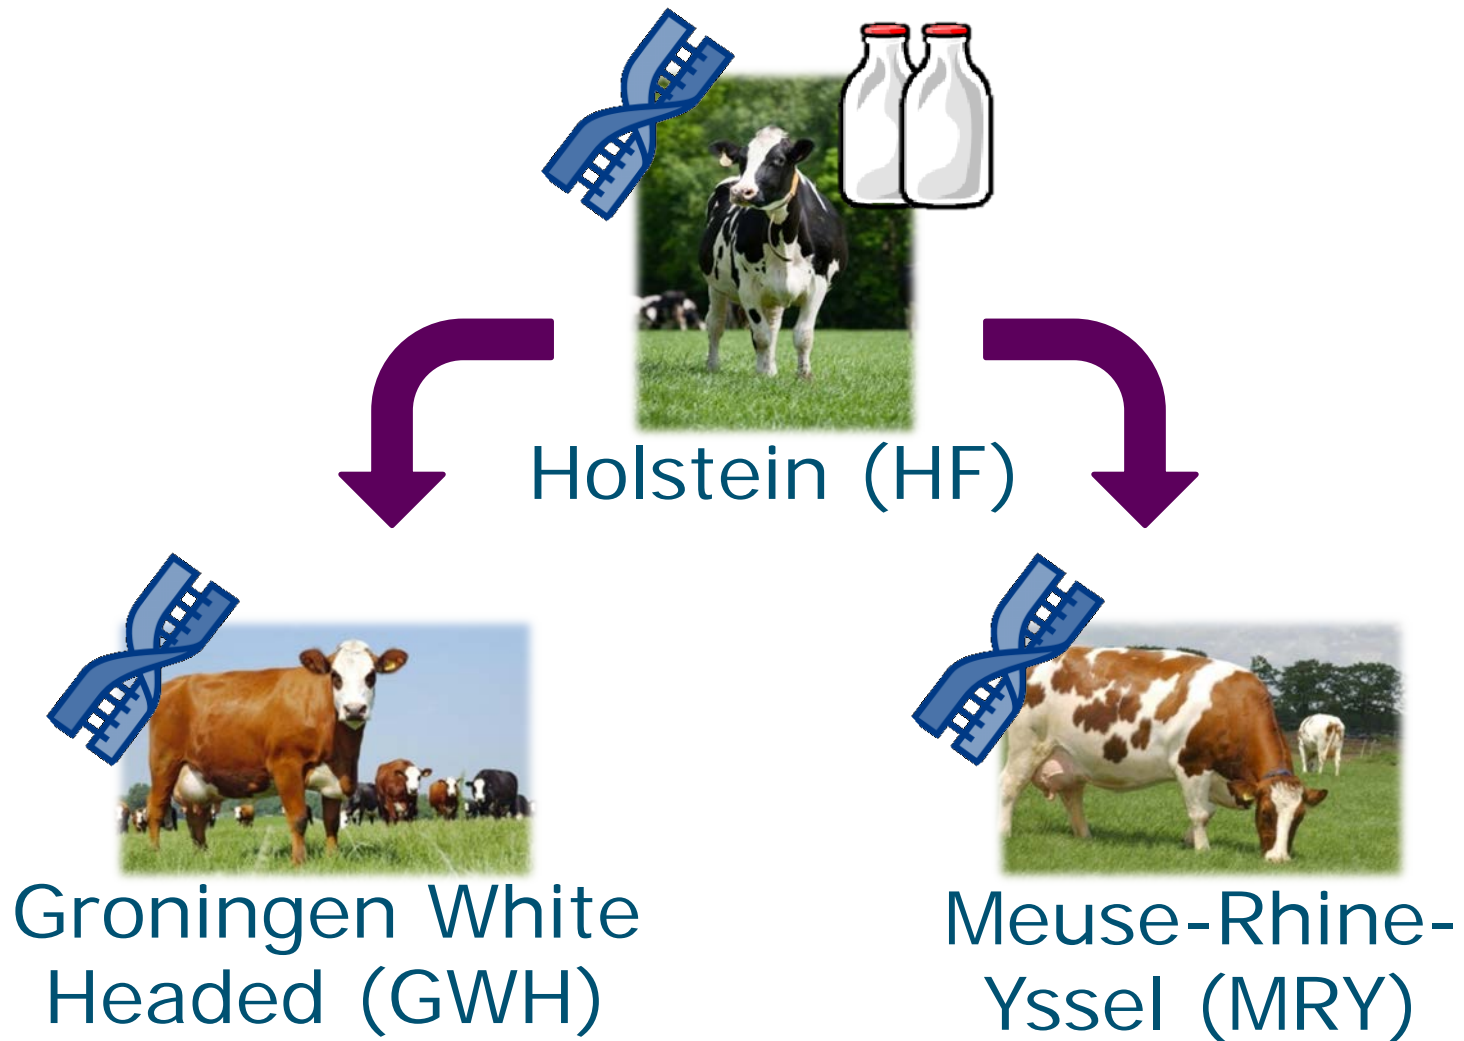 Holstein (HF)
Groningen White
Headed (GWH)
Meuse-Rhine-
Yssel (MRY)